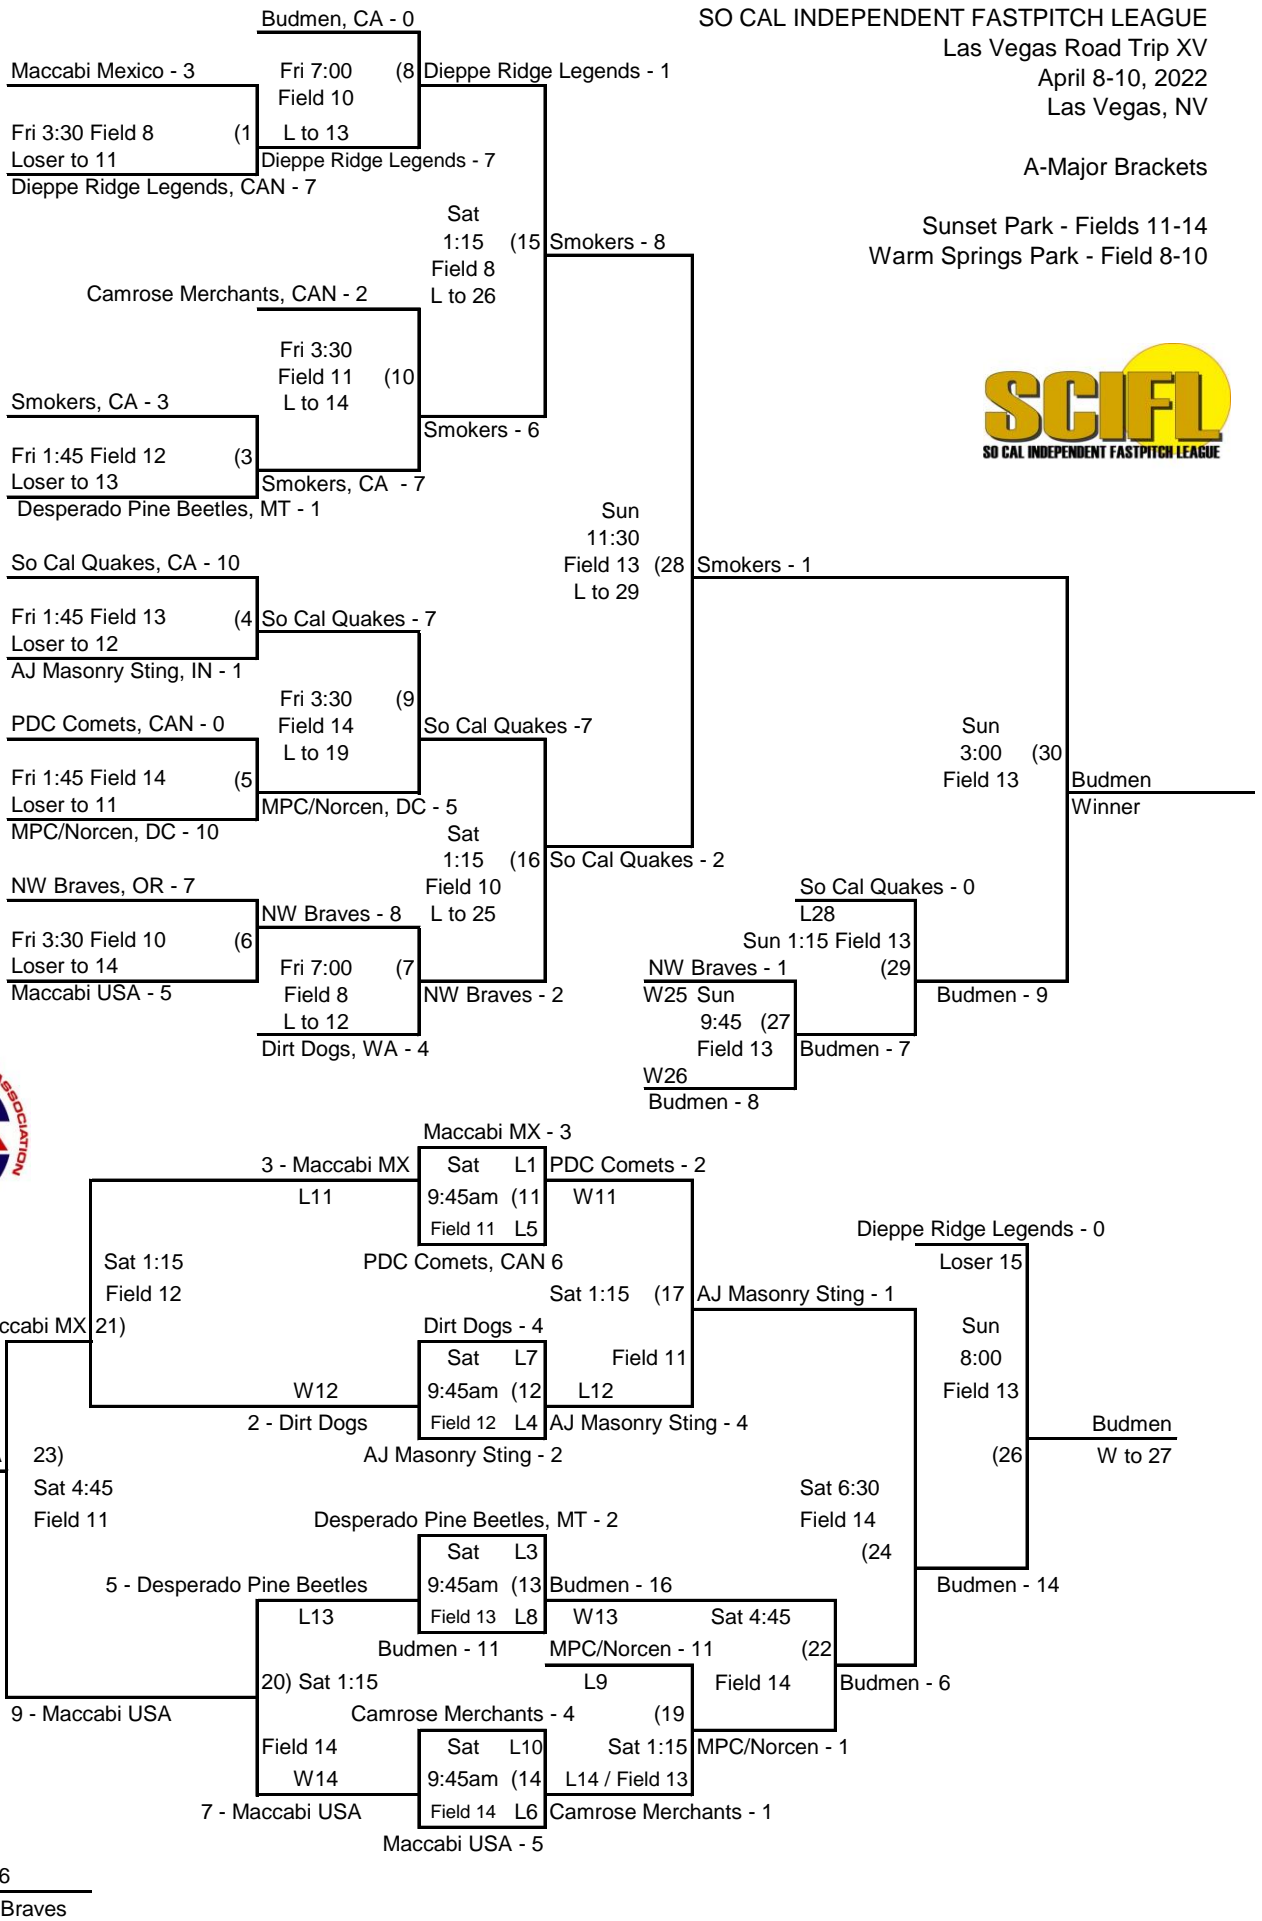 Budmen, CA - 0
SO CAL INDEPENDENT FASTPITCH LEAGUE
Las Vegas Road Trip XV
April 8-10, 2022
Las Vegas, NV
A-Major Brackets
Sunset Park - Fields 11-14
Warm Springs Park - Field 8-10
SCIFL
SO CAL INDEPENDENT FASTPITCH LEAGUE
Maccabi Mexico - 3
Fri 7:00 (8 Dieppe Ridge Legends - 1
Field 10
Fri 3:30 Field 8 (1 L to 13
Loser to 11 Dieppe Ridge Legends - 7
Dieppe Ridge Legends, CAN - 7
Sat
1:15 (15 Smokers - 8
Field 8
L to 26
Camrose Merchants, CAN - 2
Fri 3:30
Field 11 (10
L to 14
Smokers, CA - 3
Smokers - 6
Fri 1:45 Field 12 (3
Loser to 13 Smokers, CA - 7
Desperado Pine Beetles, MT - 1
Sun
11:30
Field 13 (28 Smokers - 1
L to 29
So Cal Quakes, CA - 10
Fri 1:45 Field 13 (4 So Cal Quakes - 7
Loser to 12
AJ Masonry Sting, IN - 1
Fri 3:30 (9
PDC Comets, CAN - 0 Field 14 So Cal Quakes -7
L to 19
Fri 1:45 Field 14 (5
Loser to 11 MPC/Norcen, DC - 5
MPC/Norcen, DC - 10
Sun
3:00 (30
Field 13 Budmen
Winner
Sat
1:15 (16 So Cal Quakes - 2
Field 10
L to 25
NW Braves, OR - 7
NW Braves - 8
Fri 3:30 Field 10 (6
Loser to 14 Fri 7:00 (7
Maccabi USA - 5 Field 8 NW Braves - 2
L to 12
Dirt Dogs, WA - 4
So Cal Quakes - 0
L28
Sun 1:15 Field 13
NW Braves - 1 (29
W25 Sun Budmen - 9
9:45 (27
Field 13 Budmen - 7
W26
Budmen - 8
ASSOCIATION
Maccabi MX - 3
3 - Maccabi MX Sat L1 PDC Comets - 2
L11 9:45am (11 W11
Field 11 L5
Sat 1:15 PDC Comets, CAN 6
Field 12 Sat 1:15 (17 AJ Masonry Sting - 1
Dieppe Ridge Legends - 0
Loser 15
ccabi MX 21) Dirt Dogs - 4 Sun
Sat L7 Field 11 8:00
W12 9:45am (12 L12 Field 13
2 - Dirt Dogs Field 12 L4 AJ Masonry Sting - 4 Budmen
23) AJ Masonry Sting - 2 (26 W to 27
Sat 4:45 Sat 6:30
Field 11 Desperado Pine Beetles, MT - 2 Field 14
Sat L3 (24
5 - Desperado Pine Beetles 9:45am (13 Budmen - 16 Budmen - 14
L13 Field 13 L8 W13 Sat 4:45
Budmen - 11 MPC/Norcen - 11 (22
20) Sat 1:15 L9 Field 14 Budmen - 6
9 - Maccabi USA Camrose Merchants - 4 (19
Field 14 Sat L10 Sat 1:15 MPC/Norcen - 1
W14 9:45am (14 L14 / Field 13
7 - Maccabi USA Field 14 L6 Camrose Merchants - 1
Maccabi USA - 5
6
Braves